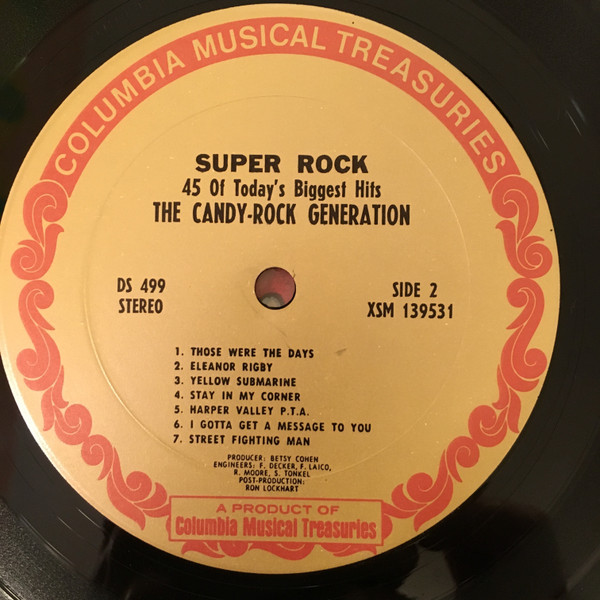 COLUMBIA MUSICAL TREASURIES
SUPER ROCK
45 Of Today's Biggest Hits
THE CANDY-ROCK GENERATION
DS 499
STEREO
SIDE 2
XSM 139531
1. THOSE WERE THE DAYS
2. ELEANOR RIGBY
3. YELLOW SUBMARINE
4. STAY IN MY CORNER
5. HARPER VALLEY P.T.A.
6. I GOTTA GET A MESSAGE TO YOU
7. STREET FIGHTING MAN
PRODUCER: BETSY COHEN
ENGINEERS: F. DECKER, F. LAICO,
R. MOORE, S. TONKEL
POST-PRODUCTION:
RON LOCKHART
A PRODUCT OF
Columbia Musical Treasuries